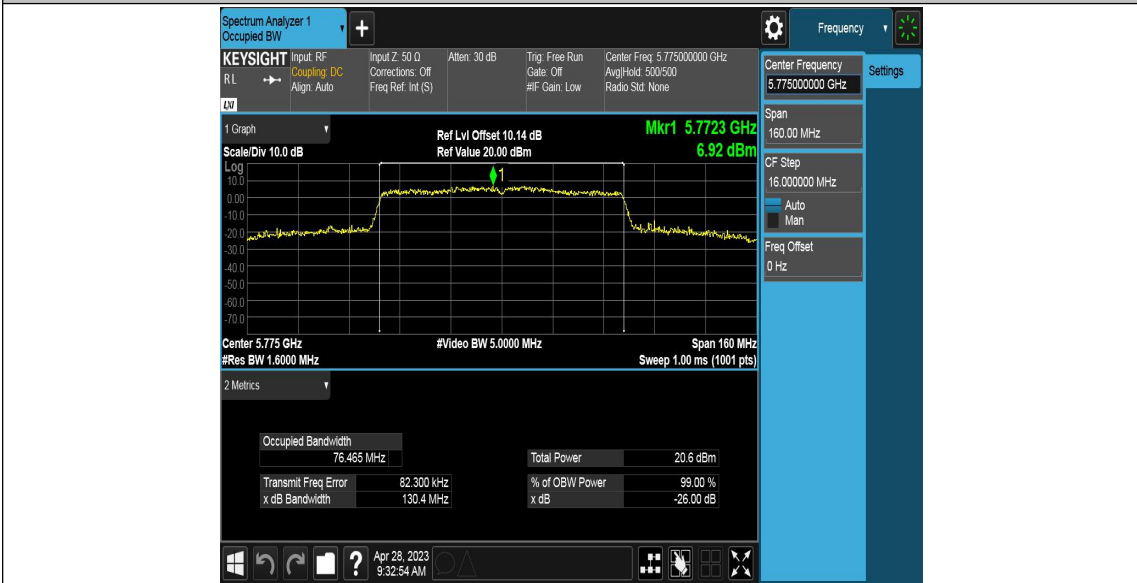 Spectrum Analyzer 1
Occupied BW
+
Frequency
KEYSIGHT
R L
LXI
Input: RF
Coupling: DC
Align: Auto
Input Z: 50 Ω
Corrections: Off
Freq Ref: Int (S)
Atten: 30 dB
Trig: Free Run
Gate: Off
#IF Gain: Low
Center Freq: 5.775000000 GHz
Avg|Hold: 500/500
Radio Std: None
Center Frequency
5.775000000 GHz
Settings
Span
160.00 MHz
CF Step
16.000000 MHz
Auto
Man
Freq Offset
0 Hz
1 Graph
Scale/Div 10.0 dB
Ref Lvl Offset 10.14 dB
Ref Value 20.00 dBm
Mkr1 5.7723 GHz
6.92 dBm
Log
1
10.0
0.00
-10.0
-20.0
-30.0
-40.0
-50.0
-60.0
-70.0
Center 5.775 GHz
#Video BW 5.0000 MHz
Span 160 MHz
#Res BW 1.6000 MHz
Sweep 1.00 ms (1001 pts)
2 Metrics
Occupied Bandwidth
76.465 MHz
Total Power 20.6 dBm
Transmit Freq Error 82.300 kHz
% of OBW Power 99.00 %
x dB Bandwidth 130.4 MHz
x dB -26.00 dB
?
Apr 28, 2023
9:32:54 AM